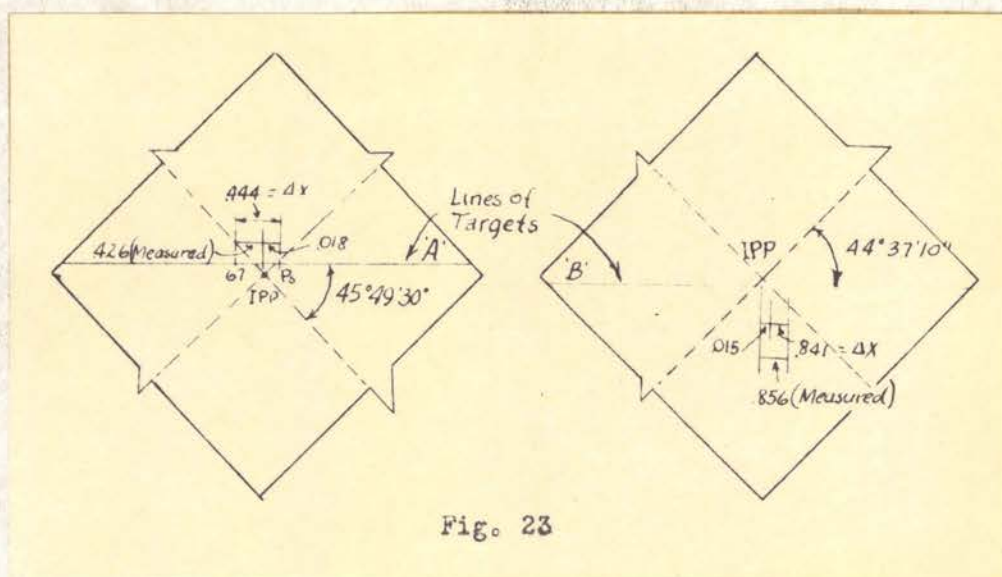 .444 = ΔX
Lines of
Targets
.426 (Measured)
.018
'A'
67
P₅
IPP
45°49'30"
IPP
44°37'10"
'B'
.015
.841 = ΔX
.856 (Measured)
Fig. 23